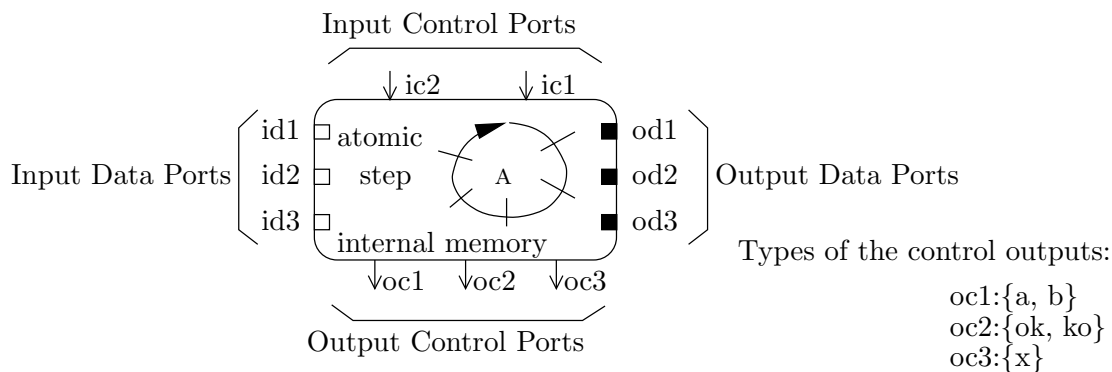 Input Control Ports
ic2 ic1
id1 atomic od1
Input Data Ports id2 step A od2 Output Data Ports
id3 od3
internal memory
Types of the control outputs:
oc1 oc2 oc3
oc1:{a, b}
oc2:{ok, ko}
Output Control Ports
oc3:{x}